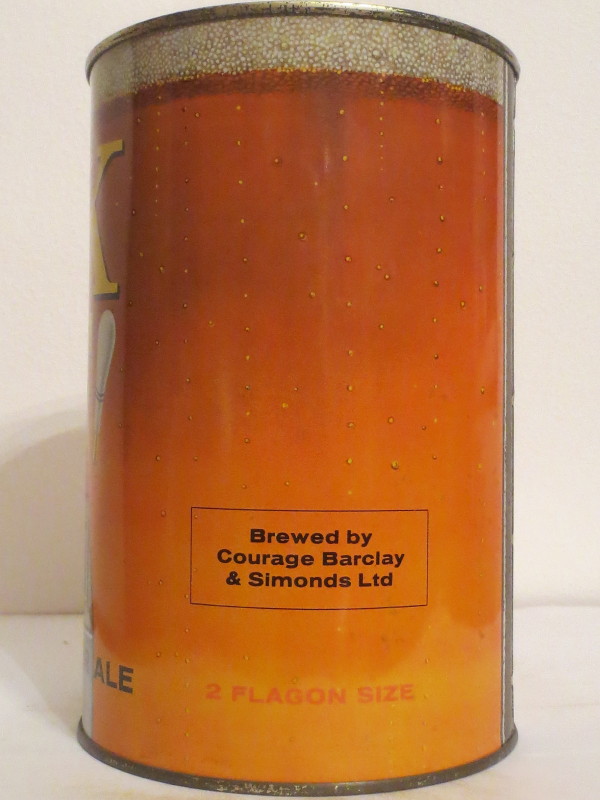 K
Brewed by
Courage Barclay
& Simonds Ltd
ALE
2 FLAGON SIZE